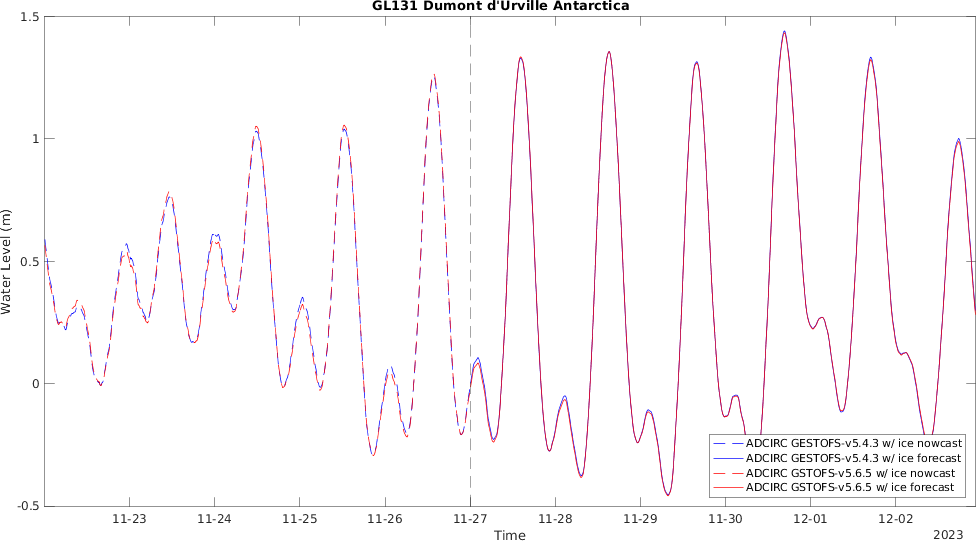 GL131 Dumont d'Urville Antarctica
1.5
1
0.5
0
-0.5
Water Level (m)
11-23 11-24 11-25 11-26 11-27 11-28 11-29 11-30 12-01 12-02
Time
2023
ADCIRC GESTOFS-v5.4.3 w/ ice nowcast
ADCIRC GESTOFS-v5.4.3 w/ ice forecast
ADCIRC GSTOFS-v5.6.5 w/ ice nowcast
ADCIRC GSTOFS-v5.6.5 w/ ice forecast